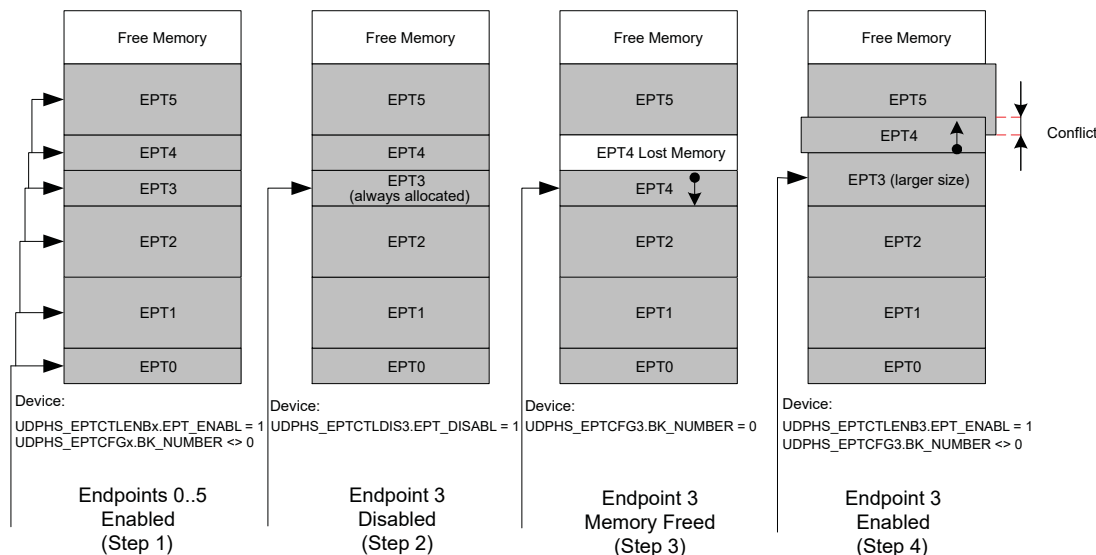 Free Memory
EPT5
EPT4
EPT3
EPT2
EPT1
EPT0
Device:
UDPHS_EPTCTLENBx.EPT_ENABL = 1
UDPHS_EPTCFGx.BK_NUMBER <> 0
Endpoints 0..5
Enabled
(Step 1)
Free Memory
EPT5
EPT4
EPT3
(always allocated)
EPT2
EPT1
EPT0
Device:
UDPHS_EPTCTLDIS3.EPT_DISABL = 1
Endpoint 3
Disabled
(Step 2)
Free Memory
EPT5
EPT4 Lost Memory
EPT4
EPT2
EPT1
EPT0
Device:
UDPHS_EPTCFG3.BK_NUMBER = 0
Endpoint 3
Memory Freed
(Step 3)
Free Memory
EPT5
EPT4
Conflict
EPT3 (larger size)
EPT2
EPT1
EPT0
Device:
UDPHS_EPTCTLENB3.EPT_ENABL = 1
UDPHS_EPTCFG3.BK_NUMBER <> 0
Endpoint 3
Enabled
(Step 4)